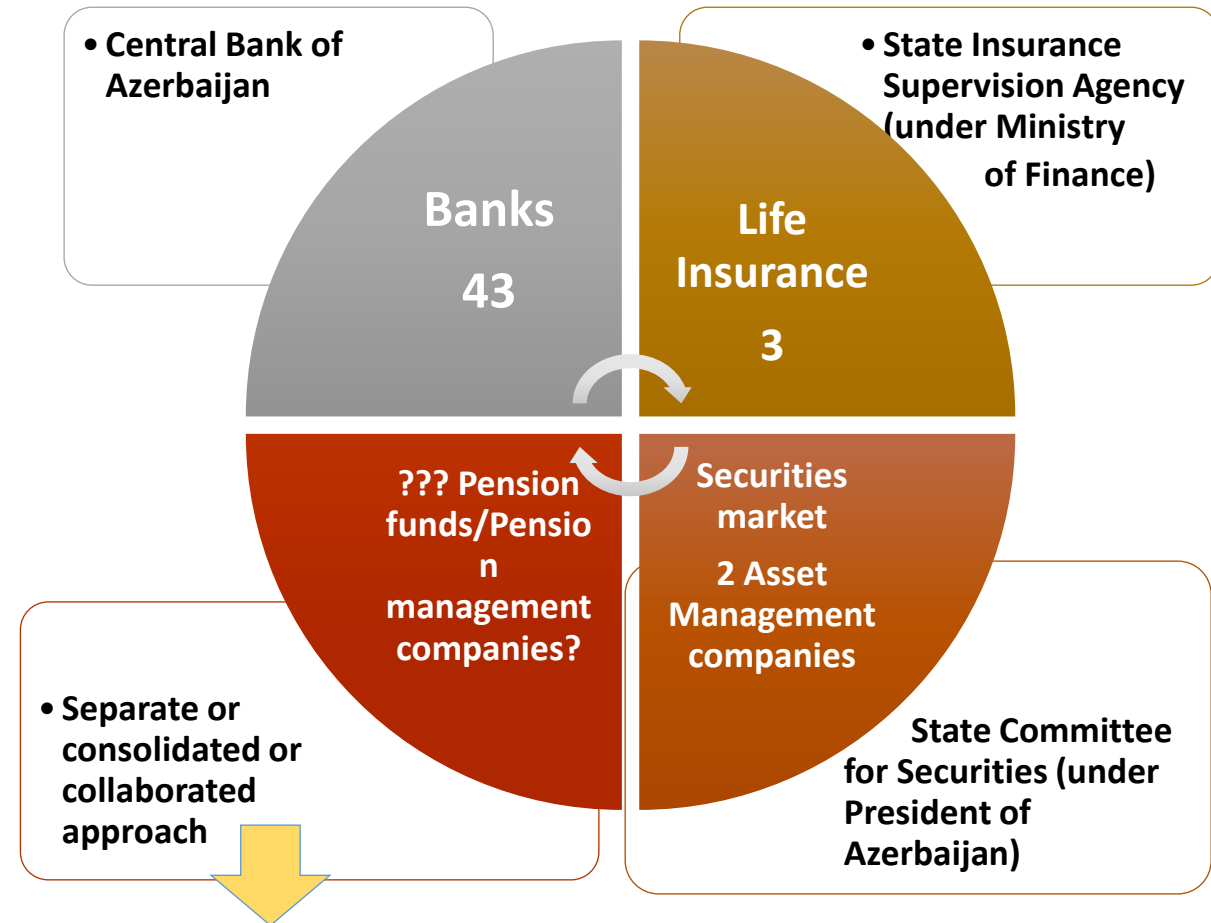 • Central Bank of
Azerbaijan
• State Insurance
Supervision Agency
(under Ministry
of Finance)
Banks
43
Life
Insurance
3
??? Pension
funds/Pensio
n
management
companies?
Securities
market
2 Asset
Management
companies
• Separate or
consolidated or
collaborated
approach
State Committee
for Securities (under
President of
Azerbaijan)